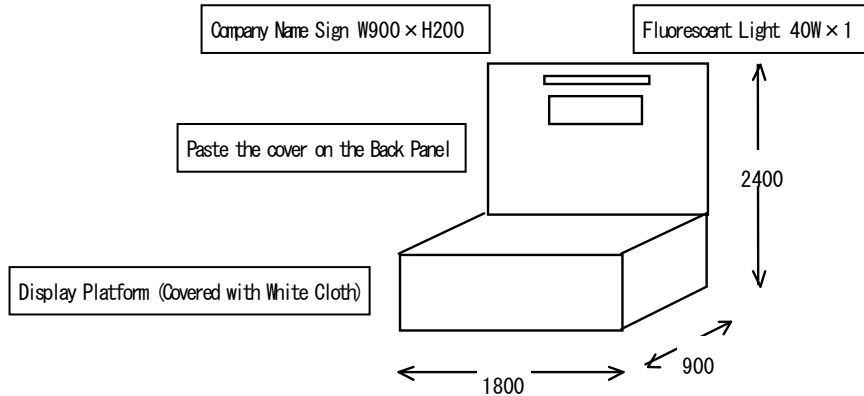 Company Name Sign W900×H200
Fluorescent Light 40W×1
Paste the cover on the Back Panel
2400
Display Platform (Covered with White Cloth)
900
1800